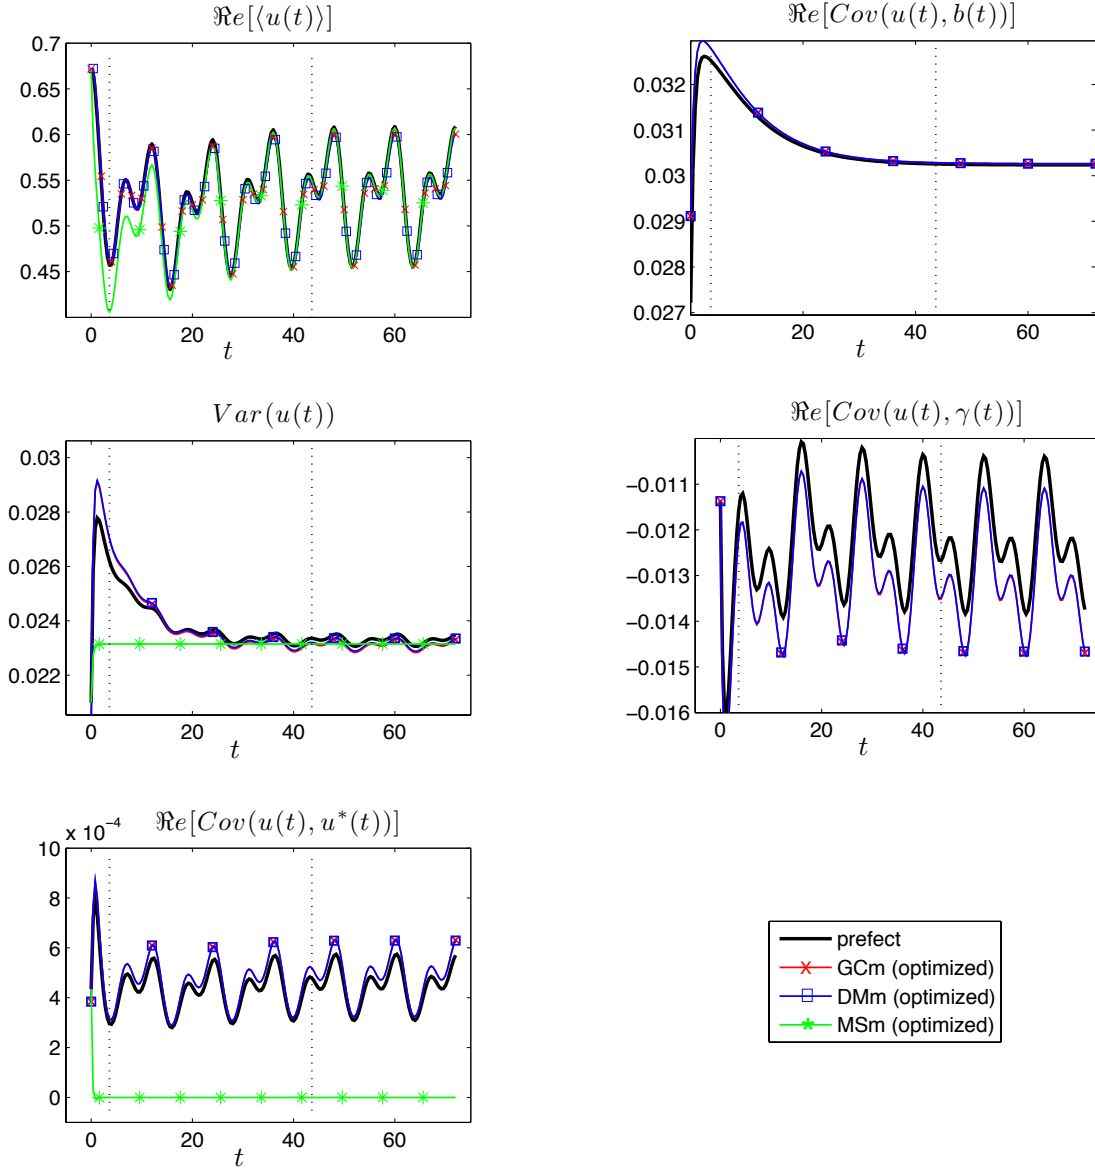 ℜe[⟨u(t)⟩]
0.7
0.65
0.6
0.55
0.5
0.45
0 20 40 60
t
ℜe[Cov(u(t), b(t))]
0.032
0.031
0.03
0.029
0.028
0.027
0 20 40 60
t
Var(u(t))
0.03
0.028
0.026
0.024
0.022
0 20 40 60
t
ℜe[Cov(u(t), γ(t))]
−0.011
−0.012
−0.013
−0.014
−0.015
−0.016
0 20 40 60
t
x 10⁻⁴ ℜe[Cov(u(t), u*(t))]
10
8
6
4
2
0
0 20 40 60
t
prefect
GCm (optimized)
DMm (optimized)
MSm (optimized)